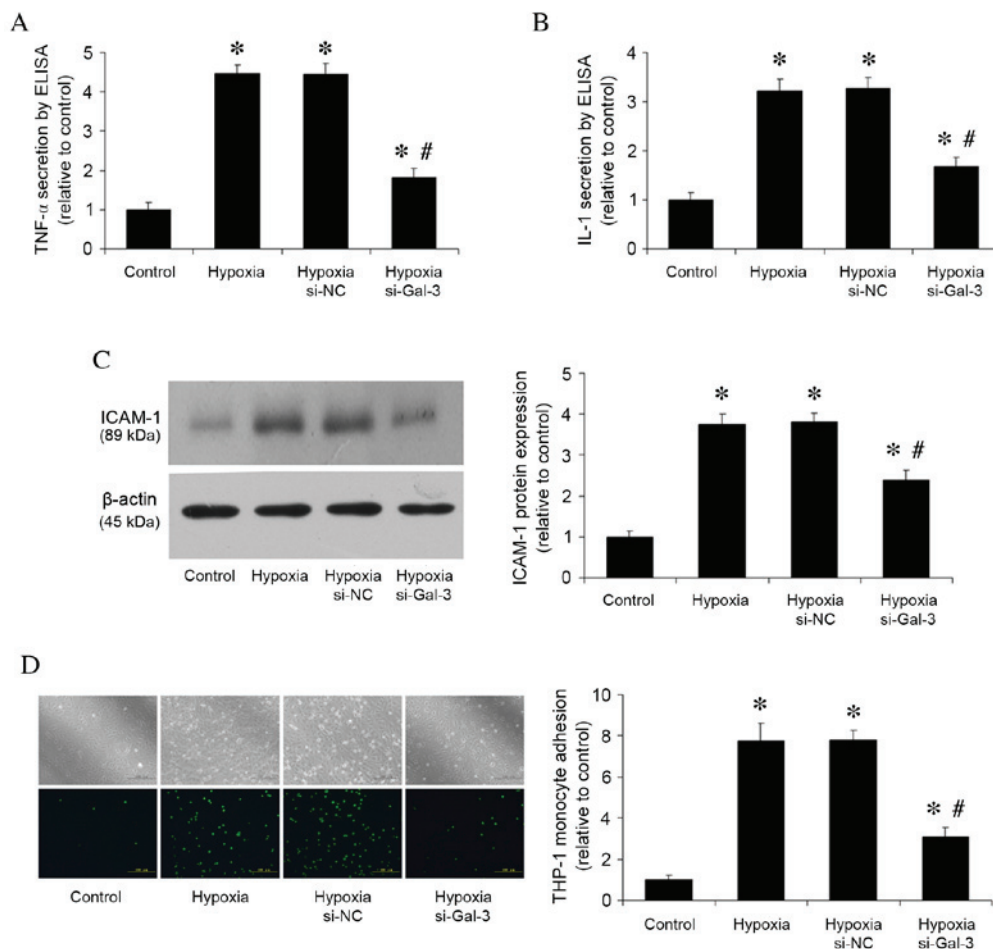 A
TNF-α secretion by ELISA
(relative to control)
5
4
3
2
1
0
*
*
* #
Control
Hypoxia
Hypoxia
si-NC
Hypoxia
si-Gal-3
B
IL-1 secretion by ELISA
(relative to control)
4
3
2
1
0
*
*
* #
Control
Hypoxia
Hypoxia
si-NC
Hypoxia
si-Gal-3
C
ICAM-1
(89 kDa)
β-actin
(45 kDa)
Control
Hypoxia
Hypoxia
si-NC
Hypoxia
si-Gal-3
ICAM-1 protein expression
(relative to control)
5
4
3
2
1
0
*
*
* #
Control
Hypoxia
Hypoxia
si-NC
Hypoxia
si-Gal-3
D
Control
Hypoxia
Hypoxia
si-NC
Hypoxia
si-Gal-3
THP-1 monocyte adhesion
(relative to control)
10
8
6
4
2
0
*
*
* #
Control
Hypoxia
Hypoxia
si-NC
Hypoxia
si-Gal-3